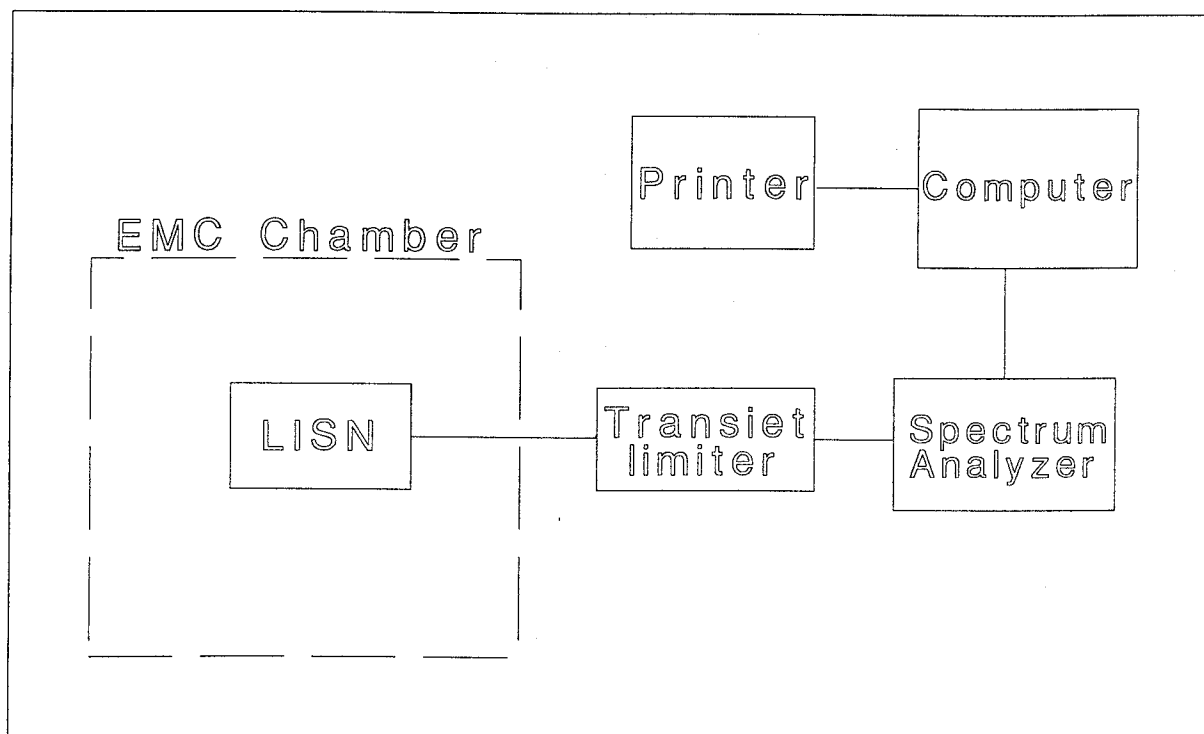 Printer
Computer
EMC Chamber
LISN
Transiet
limiter
Spectrum
Analyzer